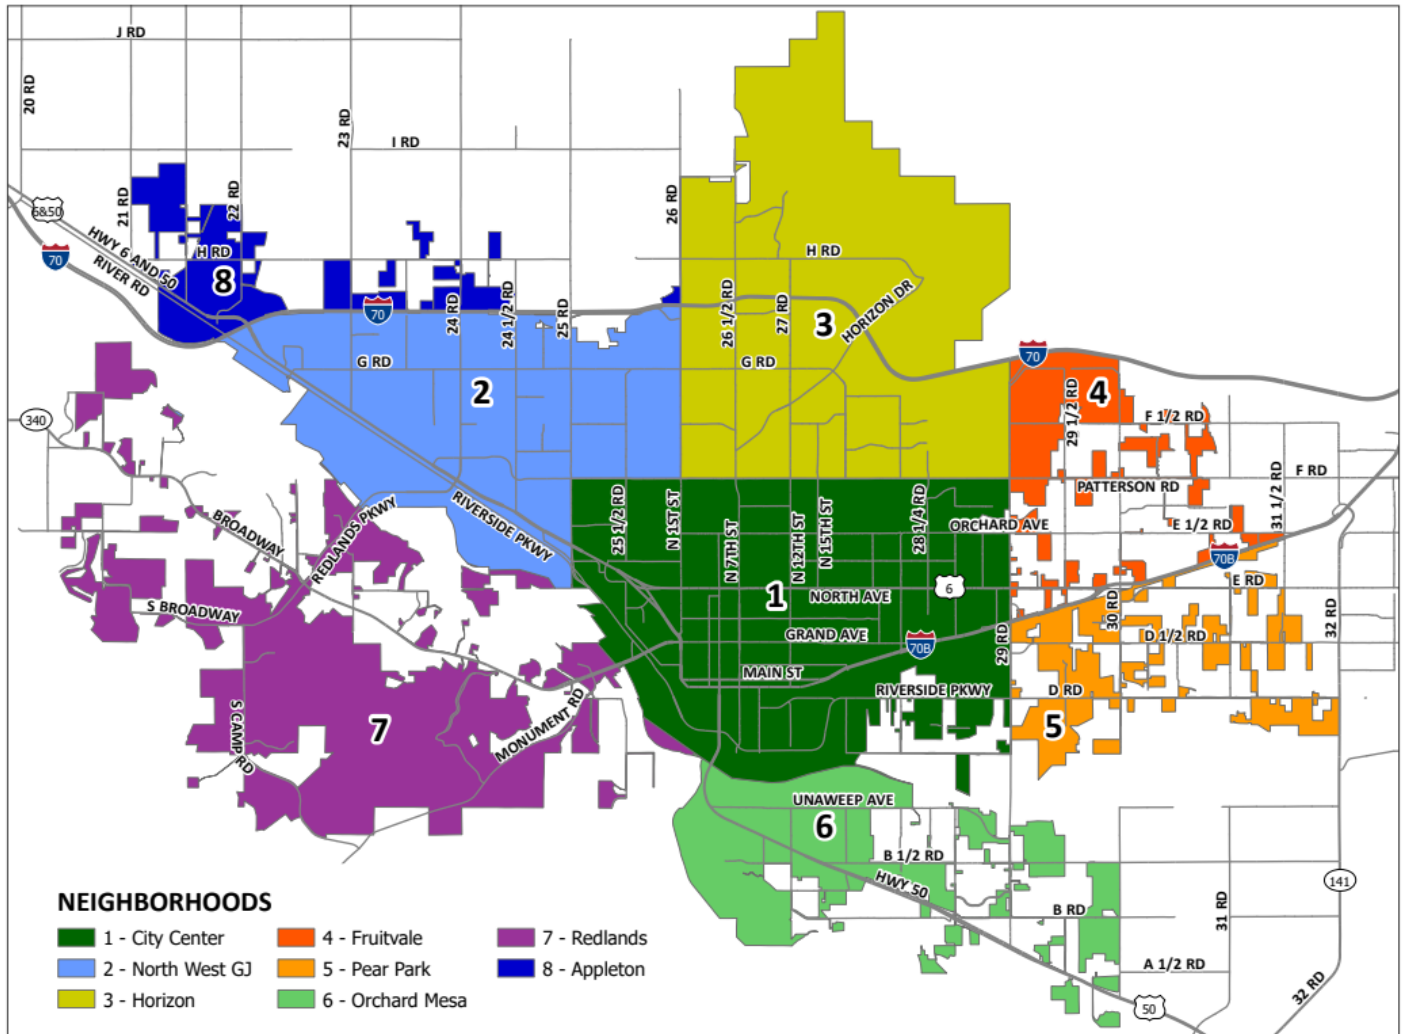 J RD
20 RD
23 RD
I RD
21 RD
22 RD
26 RD
6&50
HWY 6 AND 50
H RD
H RD
70
RIVER RD
8
HORIZON DR
70
24 RD
24 1/2 RD
25 RD
26 1/2 RD
27 RD
3
G RD
G RD
70
2
4
29 1/2 RD
340
F 1/2 RD
F RD
PATTERSON RD
31 1/2 RD
BROADWAY
REDLANDS PKWY
RIVERSIDE PKWY
25 1/2 RD
N 1ST ST
N 7TH ST
N 12TH ST
N 15TH ST
28 1/4 RD
ORCHARD AVE
E 1/2 RD
70B
E RD
1
NORTH AVE
6
S BROADWAY
30 RD
32 RD
GRAND AVE
70B
29 RD
D 1/2 RD
MAIN ST
RIVERSIDE PKWY
D RD
7
S CAMP RD
MONUMENT RD
5
UNAWEEP AVE
6
B 1/2 RD
HWY 50
141
B RD
31 RD
A 1/2 RD
32 RD
50
NEIGHBORHOODS
1 - City Center
2 - North West GJ
3 - Horizon
4 - Fruitvale
5 - Pear Park
6 - Orchard Mesa
7 - Redlands
8 - Appleton